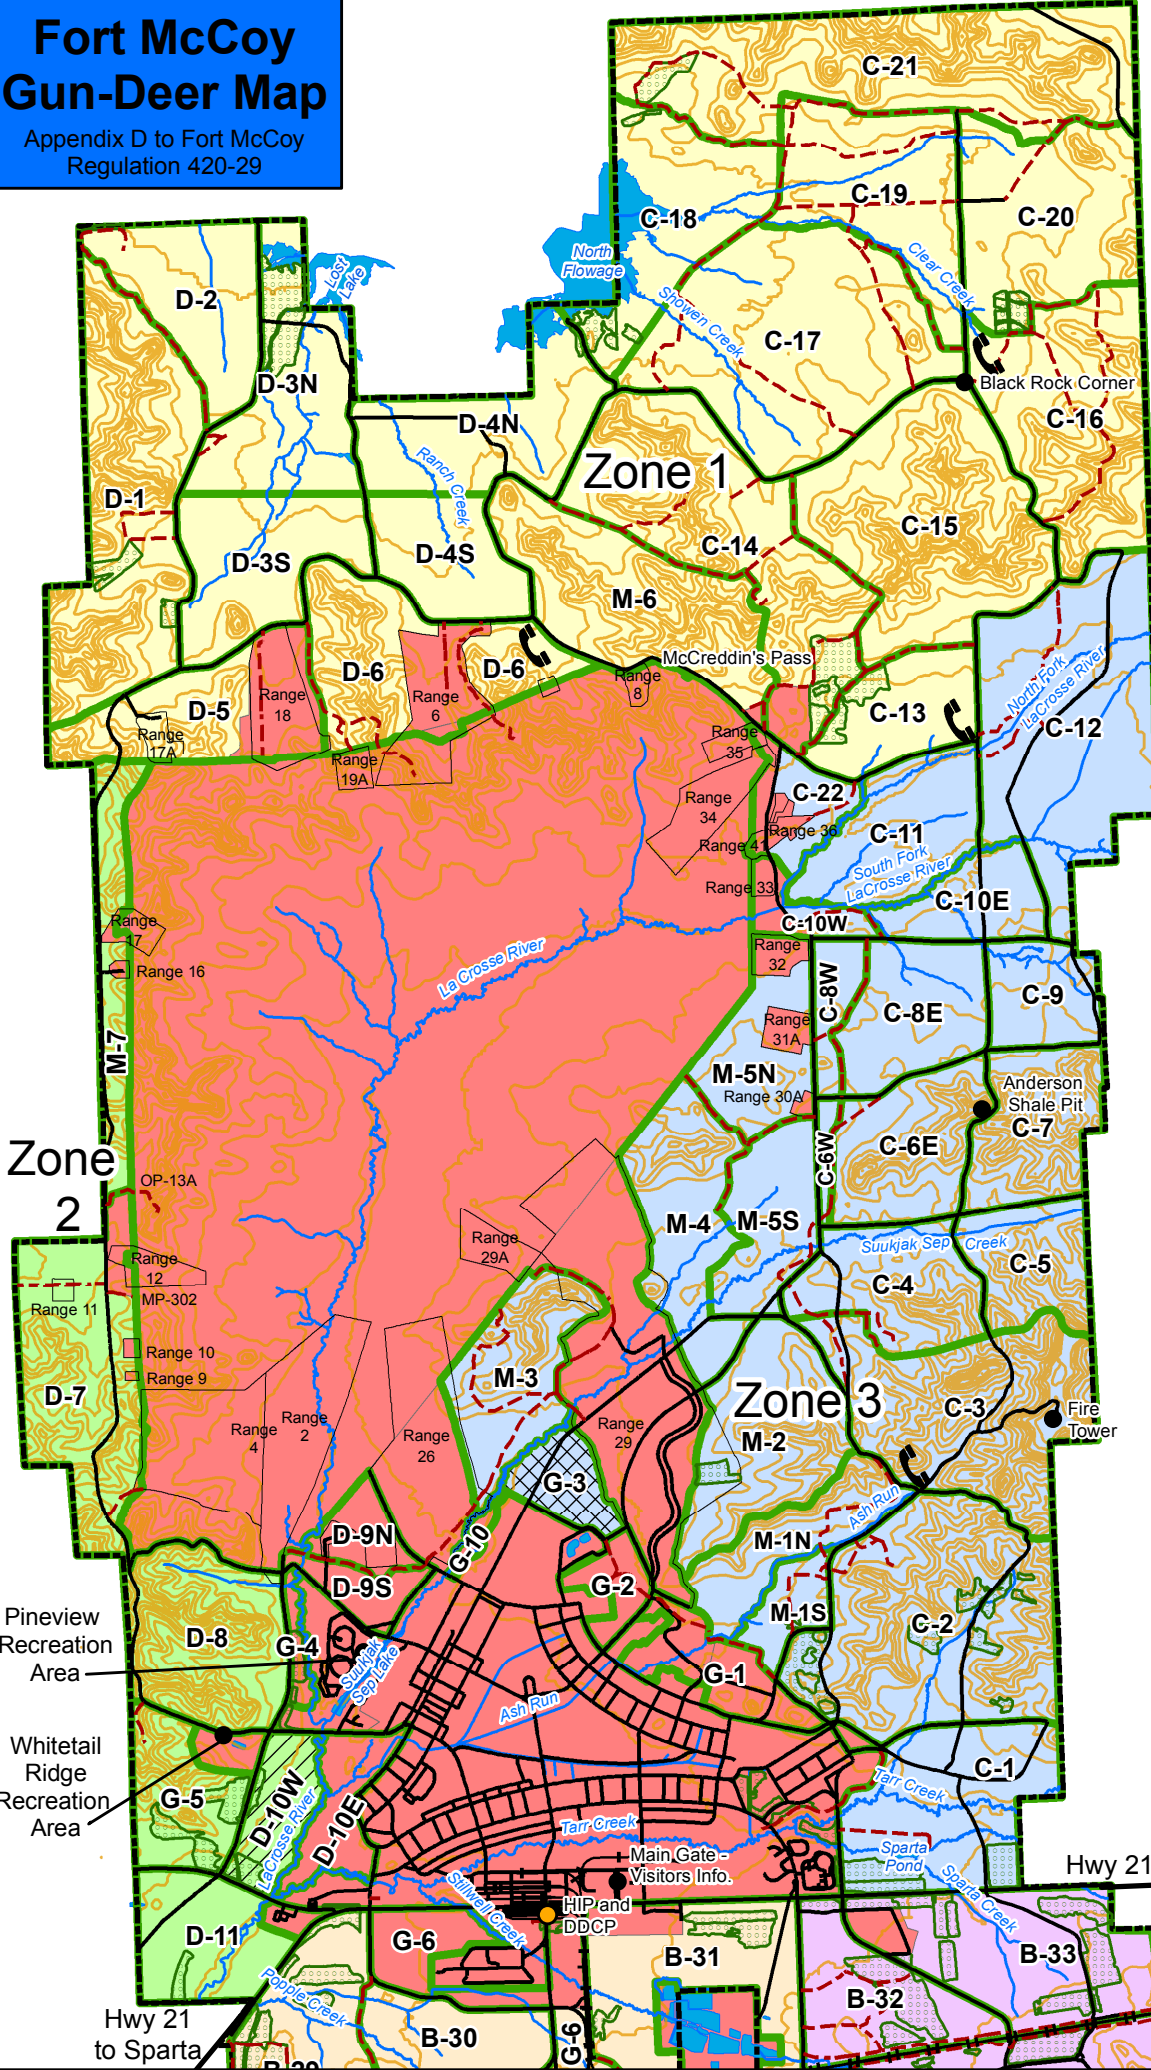 Fort McCoy
Gun-Deer Map
Appendix D to Fort McCoy
Regulation 420-29
C-21
C-19
C-18
C-20
North
Flowage
Clear Creek
Lost
Lake
D-2
Showen Creek
C-17
D-3N
Black Rock Corner
C-16
D-4N
Zone 1
Ranch Creek
D-1
C-15
C-14
D-4S
D-3S
M-6
McCreddin's Pass
D-6
D-6
Range
8
Range
18
Range
6
D-5
C-13
North Fork
LaCrosse River
C-12
Range
17A
Range
35
Range
19A
C-22
Range
34
Range 36
C-11
Range 41
South Fork
LaCrosse River
Range 33
C-10E
C-10W
Range
17
Range
32
La Crosse River
Range 16
C-8W
C-9
C-8E
Range
31A
M-7
M-5N
Range 30A
Anderson
Shale Pit
C-7
C-6E
C-6W
Zone
2
OP-13A
M-4
M-5S
Suukjak Sep Creek
Range
29A
Range
12
C-5
C-4
MP-302
Range 11
Range 10
Range 9
M-3
D-7
Zone 3
C-3
Fire
Tower
Range
4
Range
2
Range
26
Range
29
M-2
G-3
Ash Run
D-9N
G-10
M-1N
D-9S
G-2
M-1S
Pineview
Recreation
Area
D-8
G-4
C-2
Suukjak
Sep Lake
G-1
Ash Run
Whitetail
Ridge
Recreation
Area
C-1
G-5
D-10W
Tarr Creek
D-10E
Tarr Creek
LaCrosse River
Sparta
Pond
Main Gate -
Visitors Info.
Hwy 21
Stillwell Creek
Sparta Creek
HIP and
DDCP
D-11
G-6
B-31
B-33
Popple Creek
B-32
Hwy 21
to Sparta
B-30
G-6
B-29